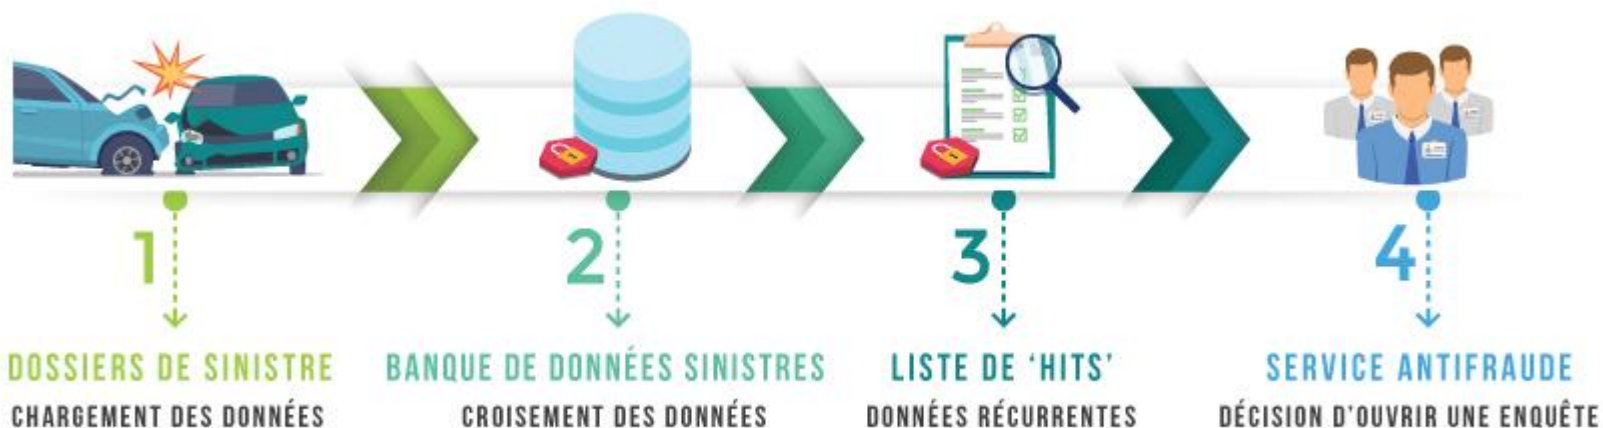 1
DOSSIERS DE SINISTRE
CHARGEMENT DES DONNÉES
2
BANQUE DE DONNÉES SINISTRES
CROISEMENT DES DONNÉES
3
LISTE DE ‘HITS’
DONNÉES RÉCURRENTES
4
SERVICE ANTIFRAUDE
DÉCISION D'OUVRIR UNE ENQUÊTE